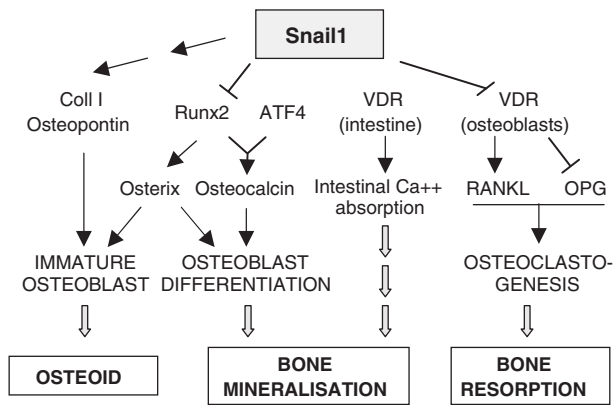 Snail1
Coll I
Osteopontin
Runx2
ATF4
VDR
(intestine)
VDR
(osteoblasts)
Osterix
Osteocalcin
Intestinal Ca++
absorption
RANKL
OPG
IMMATURE
OSTEOBLAST
OSTEOBLAST
DIFFERENTIATION
OSTEOCLASTO-
GENESIS
OSTEOID
BONE
MINERALISATION
BONE
RESORPTION